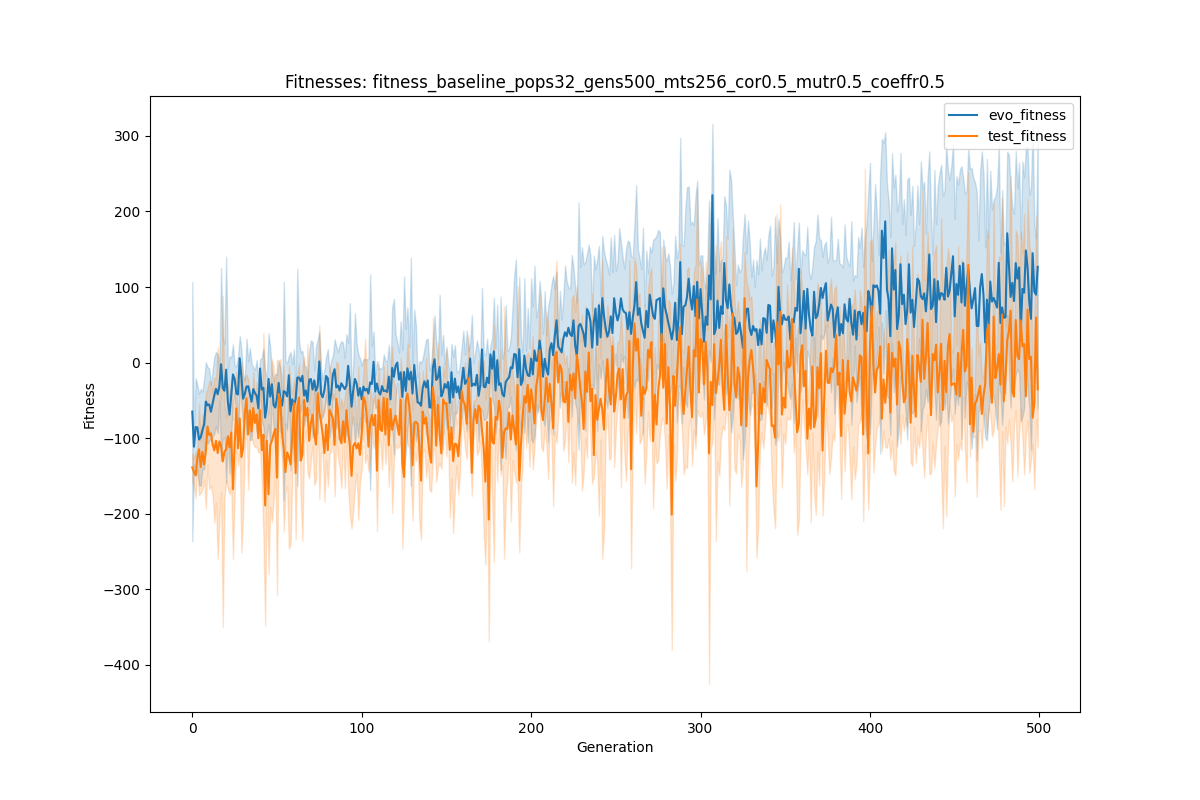 Fitnesses: fitness_baseline_pops32_gens500_mts256_cor0.5_mutr0.5_coeffr0.5
evo_fitness
test_fitness
300
200
100
0
−100
−200
−300
−400
Fitness
0 100 200 300 400 500
Generation